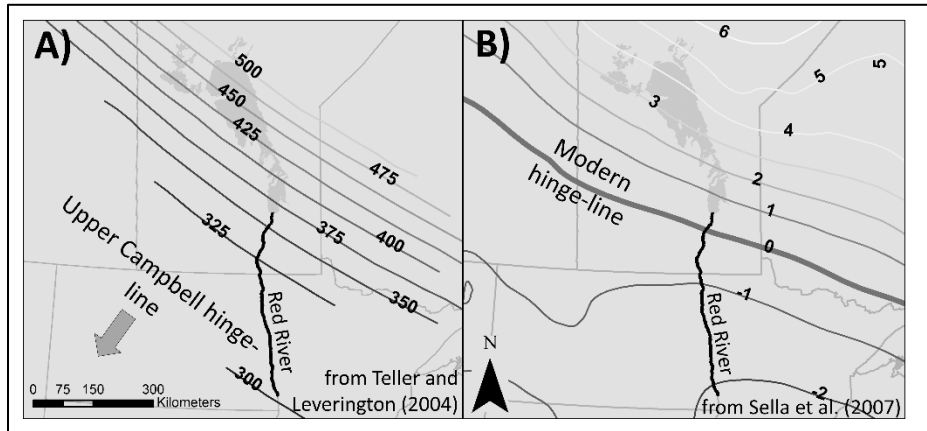 A)
500
450
425
475
375
400
325
350
Upper Campbell hinge-
line
Red River
300
0 75 150 300
Kilometers
from Teller and
Leverington (2004)
B)
6
5
5
3
4
Modern
hinge-line
2
1
0
-1
Red River
N
-2
from Sella et al. (2007)